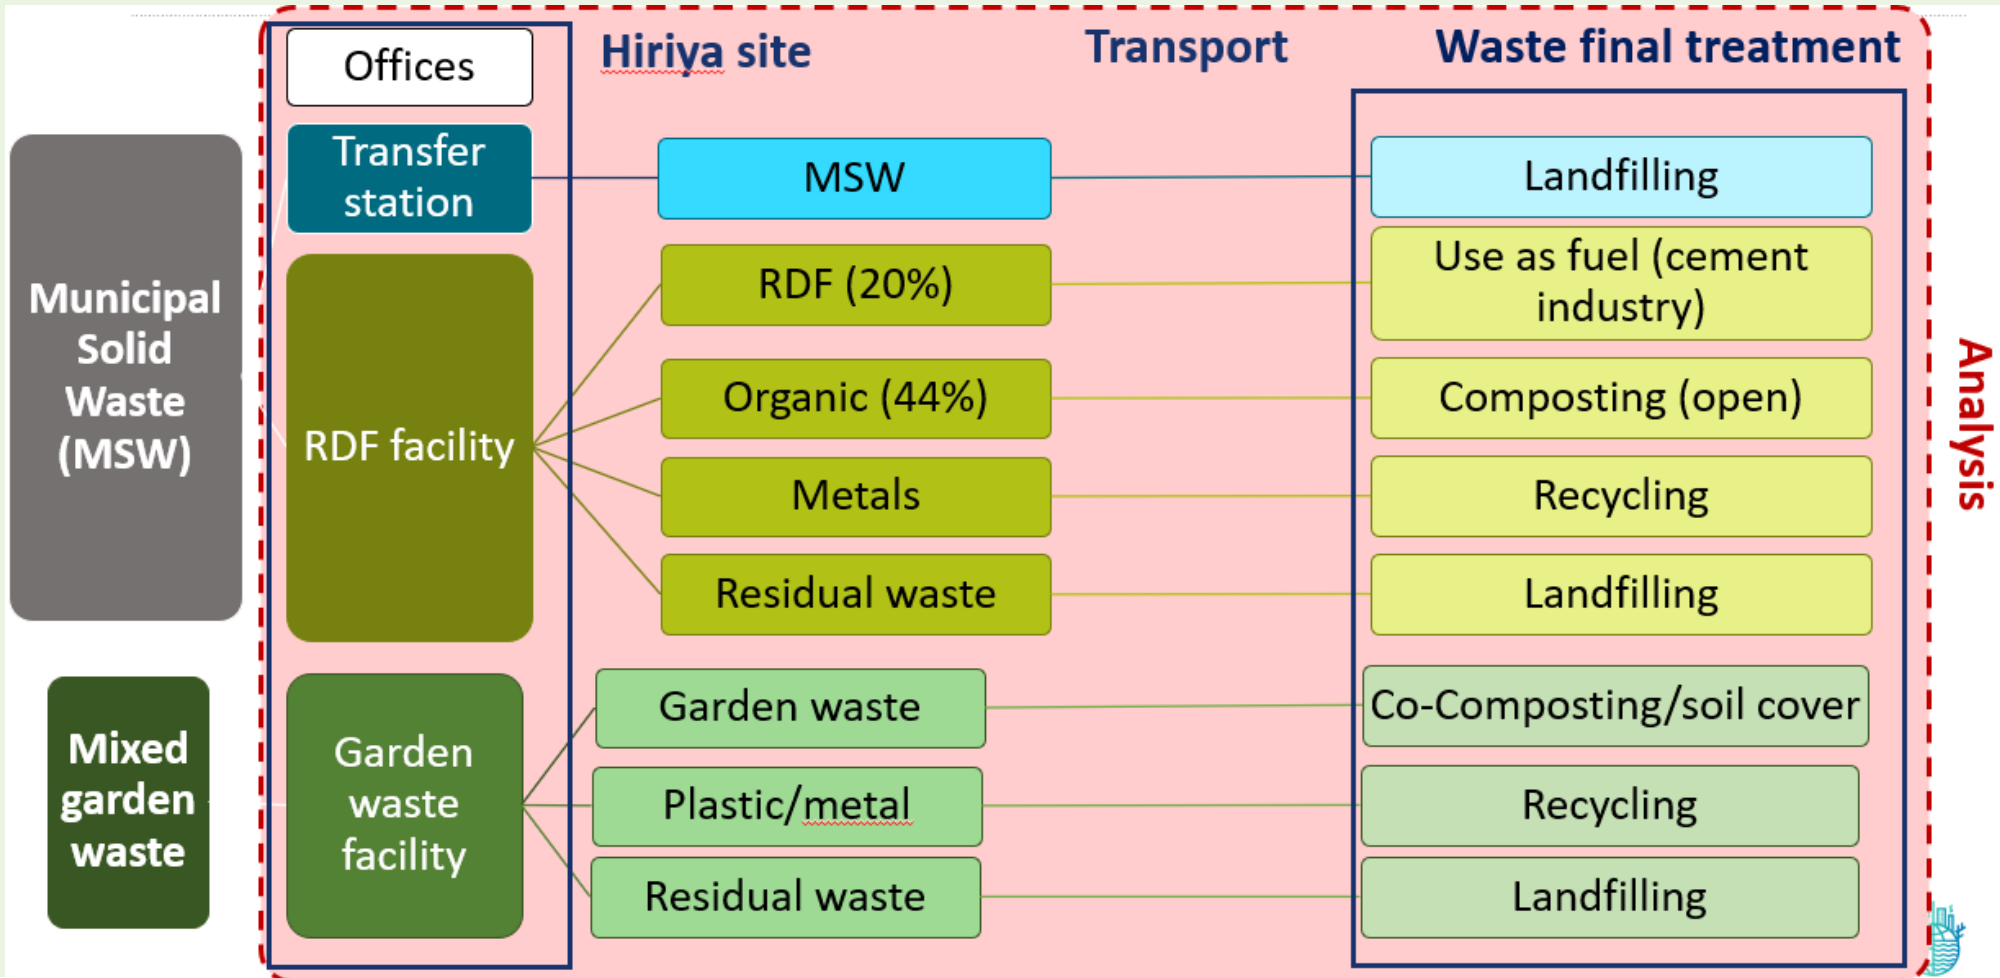 Offices
Hiriya site
Transport
Waste final treatment
Municipal
Solid
Waste
(MSW)
Transfer
station
MSW
Landfilling
RDF facility
RDF (20%)
Use as fuel (cement
industry)
Organic (44%)
Composting (open)
Metals
Recycling
Residual waste
Landfilling
Mixed
garden
waste
Garden
waste
facility
Garden waste
Co-Composting/soil cover
Plastic/metal
Recycling
Residual waste
Landfilling
Analysis